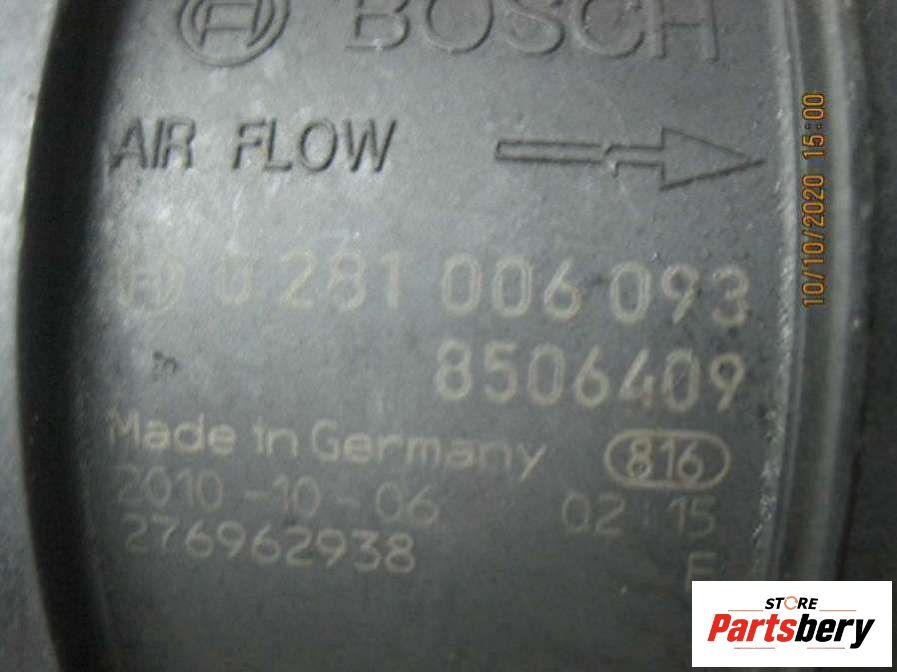 BOSCH
AIR FLOW
0 281 006 093
8506409
Made in Germany 816
2010-10-06 02:15
276962938
10/10/2020 15:00
STORE
Partsbery